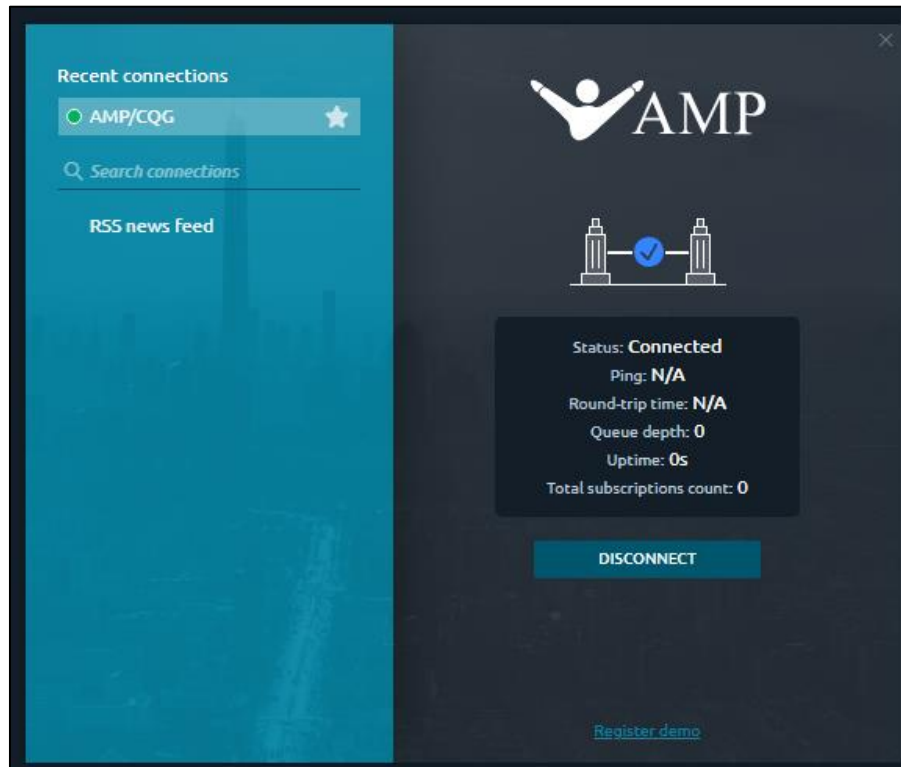 Recent connections
AMP/CQG
Search connections
RSS news feed
AMP
Status: Connected
Ping: N/A
Round-trip time: N/A
Queue depth: 0
Uptime: 0s
Total subscriptions count: 0
DISCONNECT
Register demo